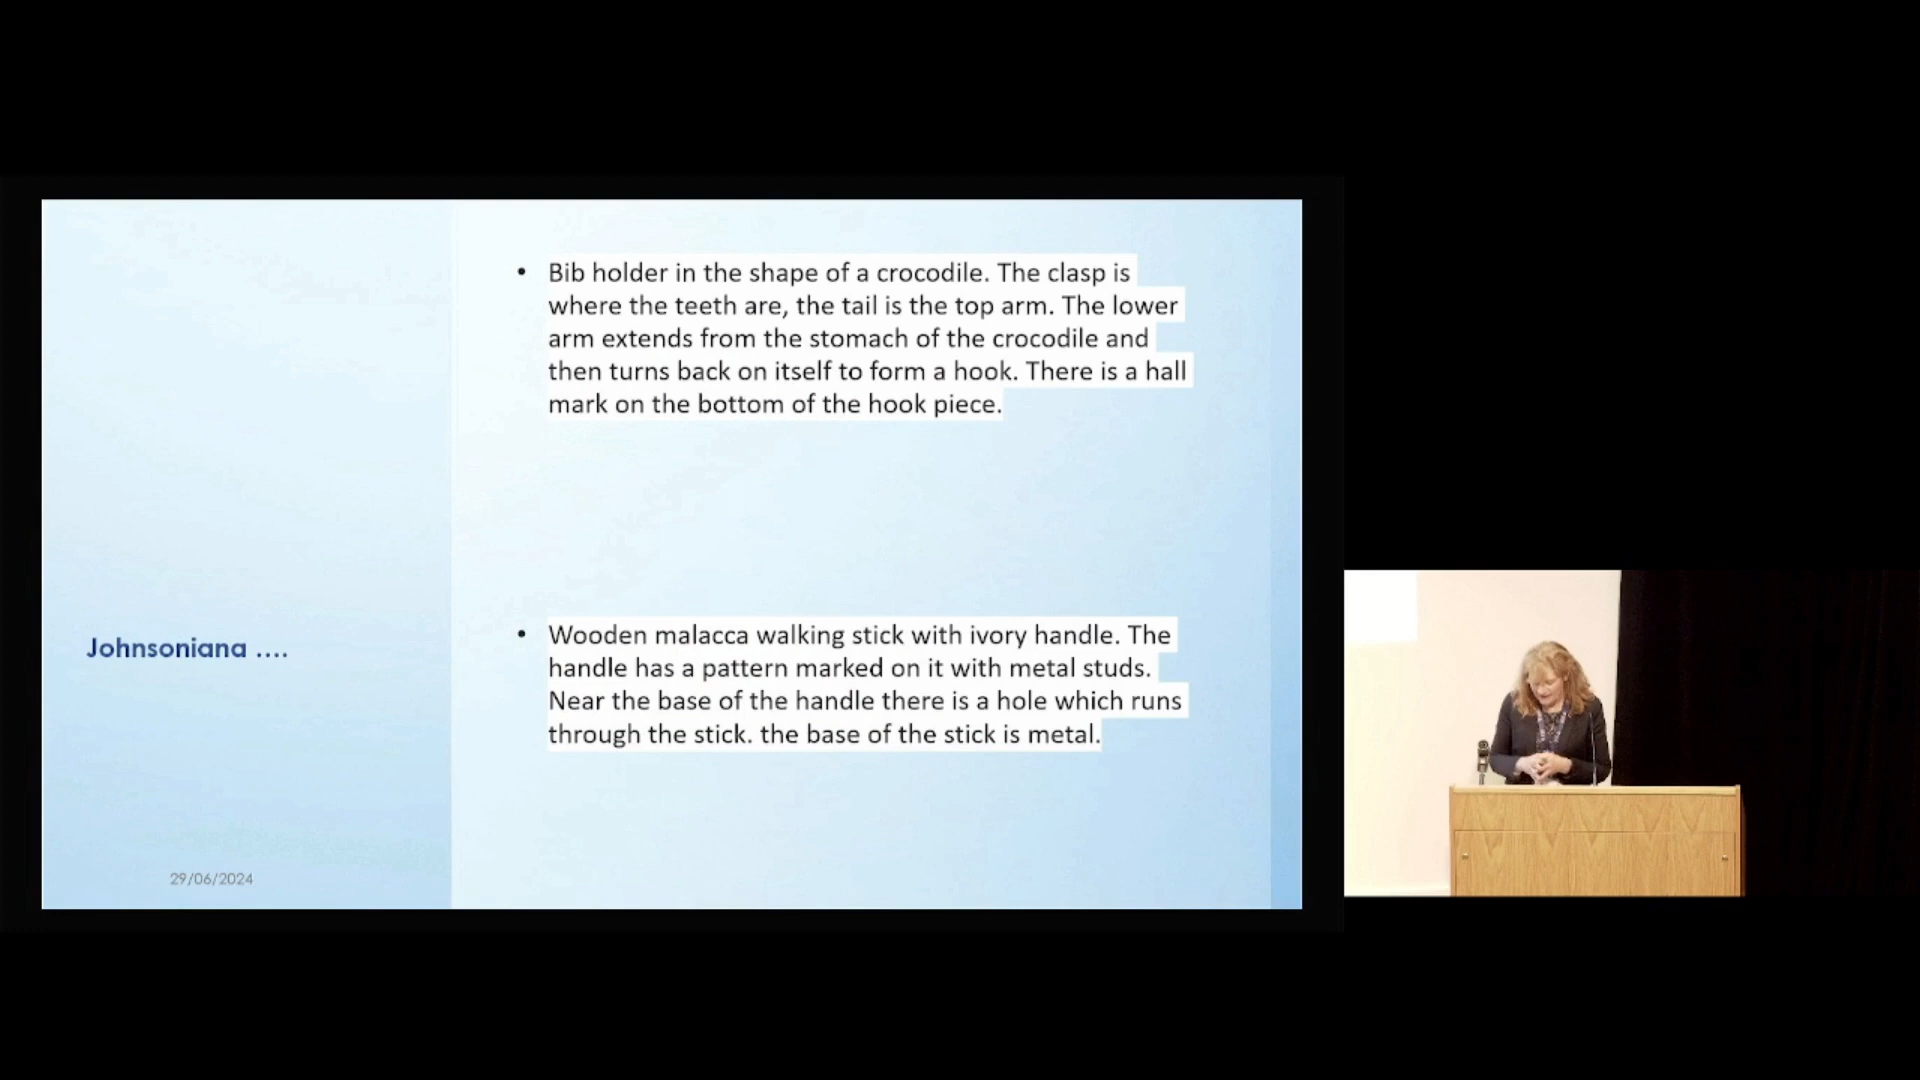 • Bib holder in the shape of a crocodile. The clasp is
where the teeth are, the tail is the top arm. The lower
arm extends from the stomach of the crocodile and
then turns back on itself to form a hook. There is a hall
mark on the bottom of the hook piece.
• Wooden malacca walking stick with ivory handle. The
handle has a pattern marked on it with metal studs.
Near the base of the handle there is a hole which runs
through the stick. the base of the stick is metal.
Johnsoniana ....
29/06/2024